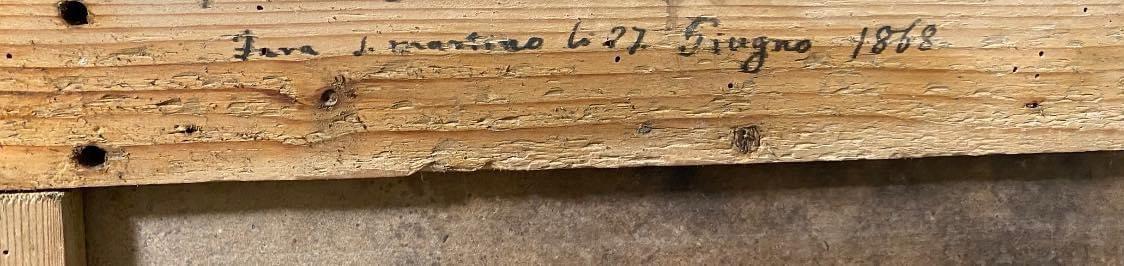 Fara S. martino li 27 Giugno 1868